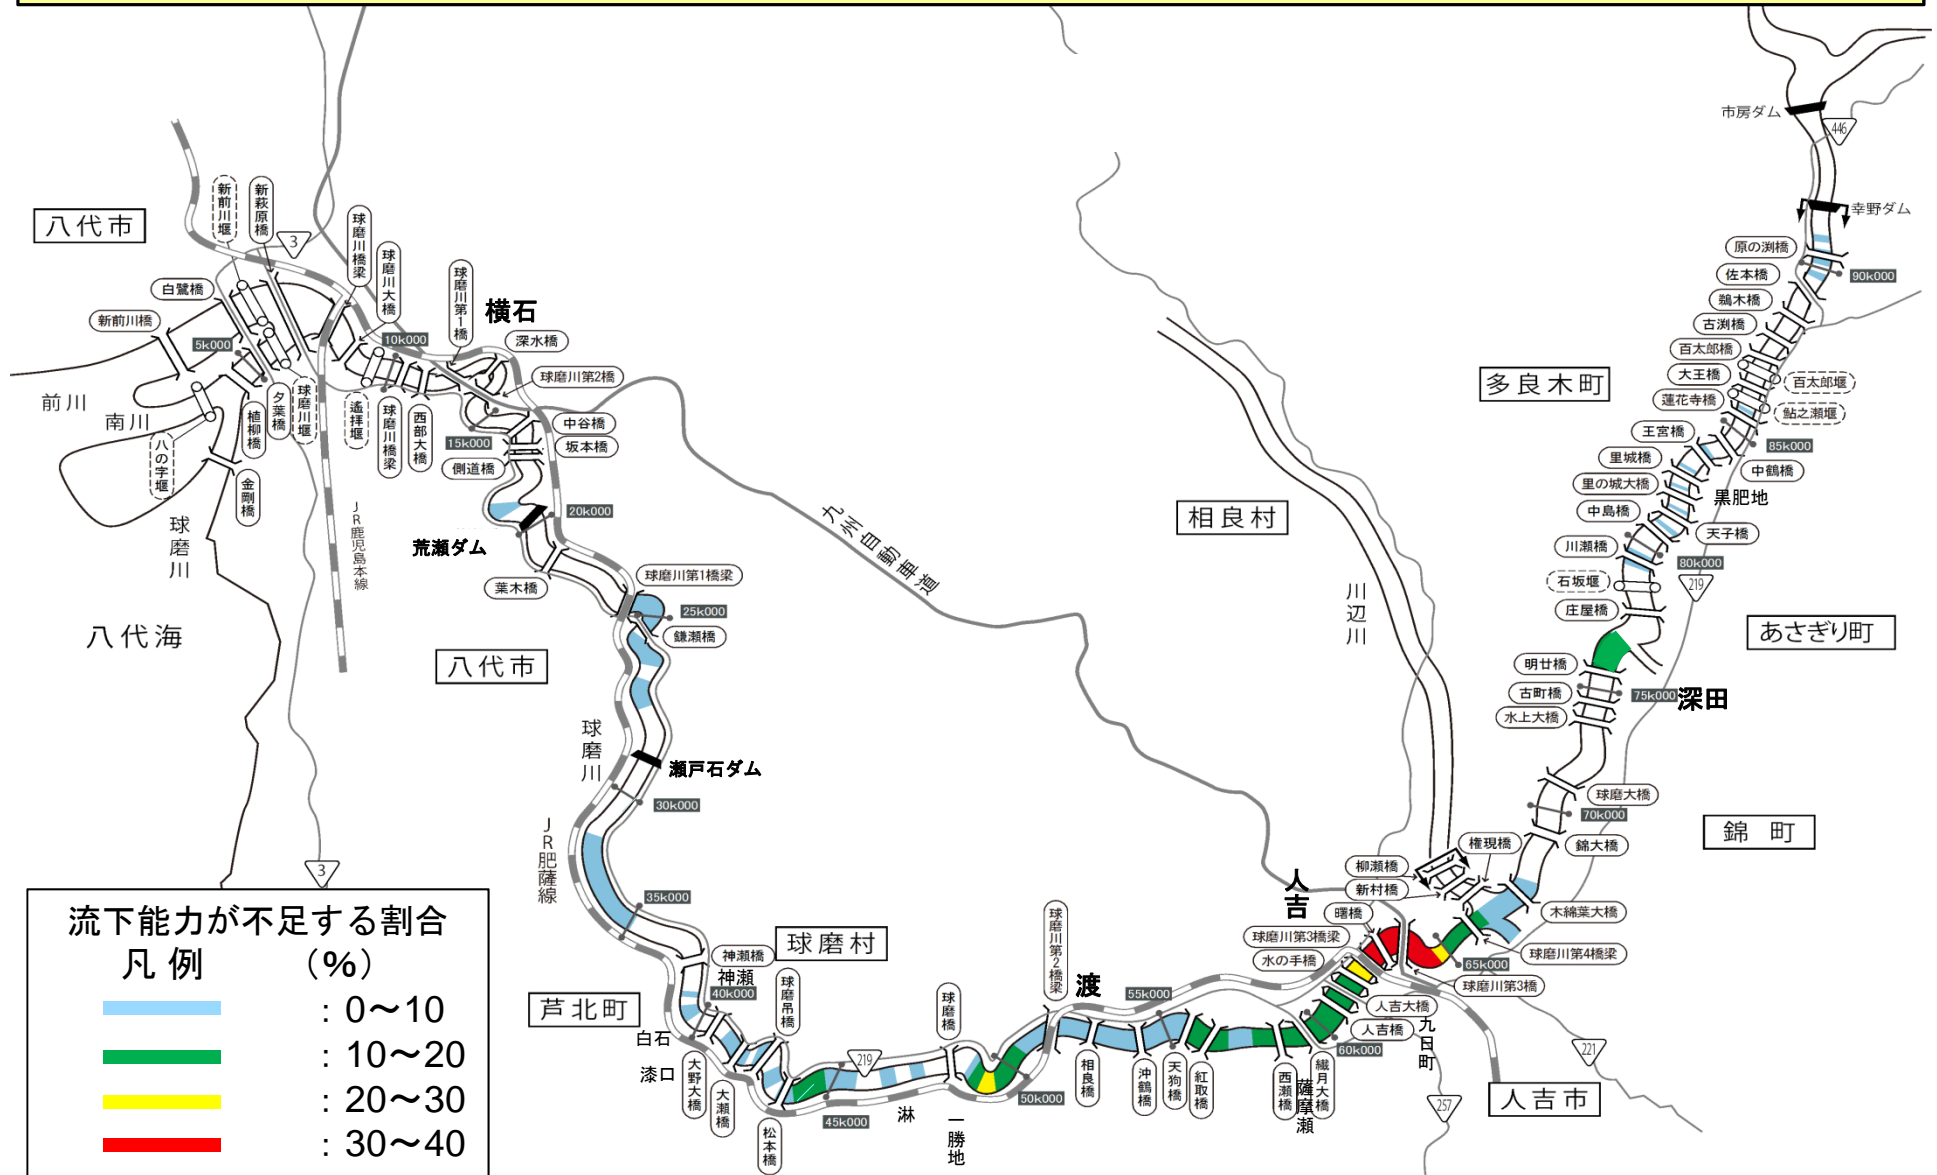 市房ダム
446
幸野ダム
原の渕橋
佐本橋
90k000
鵜木橋
古渕橋
百太郎橋
大王橋
百太郎堰
蓮花寺橋
鮎之瀬堰
王宮橋
85k000
里城橋
中鶴橋
里の城大橋
黒肥地
中島橋
天子橋
川瀬橋
80k000
石坂堰
219
庄屋橋
多良木町
あさぎり町
明廿橋
古町橋
75k000
深田
水上大橋
球磨大橋
70k000
錦大橋
錦町
権現橋
柳瀬橋
新村橋
木綿葉大橋
球磨川第4橋梁
65k000
球磨川第3橋
曙橋
球磨川第3橋梁
水の手橋
人吉
人吉大橋
人吉橋
九日町
60k000
221
257
人吉市
相良村
川辺川
九州自動車道
八代市
新前川堰
新萩原橋
3
球磨川橋梁
球磨川大橋
球磨川第1橋
横石
白鷺橋
新前川橋
5k000
10k000
深水橋
球磨川第2橋
前川
南川
八の字堰
金剛橋
植柳橋
夕葉橋
球磨川堰
遙拝堰
球磨川橋梁
西部大橋
15k000
中谷橋
坂本橋
側道橋
JR鹿児島本線
球磨川
八代海
20k000
荒瀬ダム
葉木橋
球磨川第1橋梁
25k000
鎌瀬橋
八代市
球磨川
瀬戸石ダム
30k000
JR肥薩線
3
35k000
球磨村
神瀬橋
神瀬
40k000
芦北町
白石
漆口
大野大橋
大瀬橋
球磨吊橋
松本橋
219
45k000
淋
球磨橋
一勝地
球磨川第2橋梁
50k000
渡
55k000
相良橋
沖鶴橋
天狗橋
紅取橋
西瀬橋
薩摩瀬
繊月大橋
流下能力が不足する割合
凡例 (%)
：0〜10
：10〜20
：20〜30
：30〜40